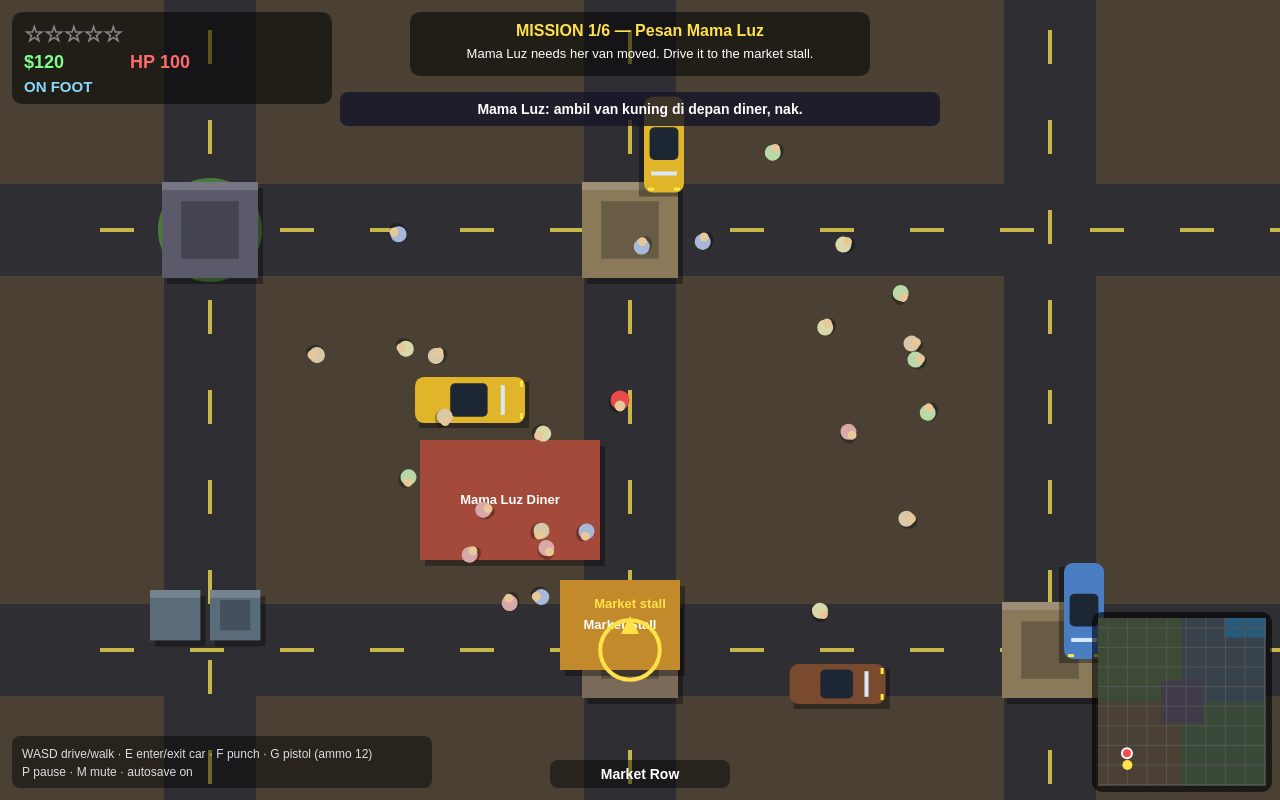 ☆☆☆☆☆
$120 HP 100
ON FOOT
MISSION 1/6 — Pesan Mama Luz
Mama Luz needs her van moved. Drive it to the market stall.
Mama Luz: ambil van kuning di depan diner, nak.
Mama Luz Diner
Market stall
Market Stall
WASD drive/walk · E enter/exit car · F punch · G pistol (ammo 12)
P pause · M mute · autosave on
Market Row